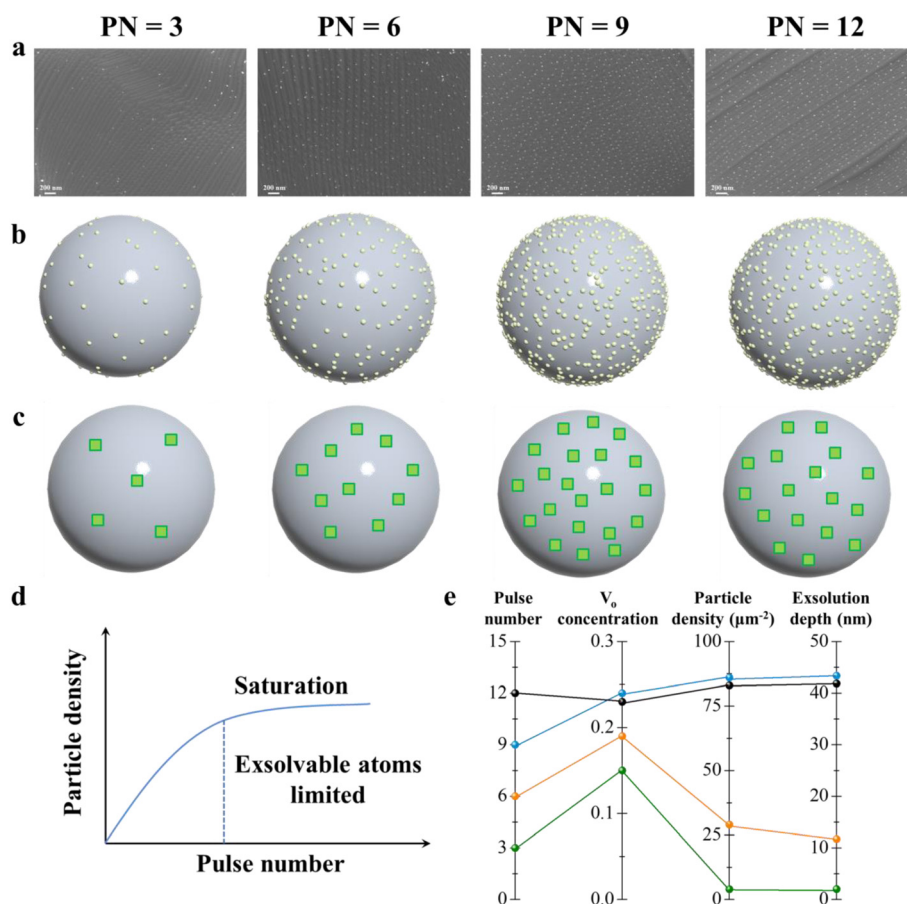 PN = 3 PN = 6 PN = 9 PN = 12
a
200 nm 200 nm 200 nm 200 nm
b
c
d
Particle density
Saturation
Exsolvable atoms
limited
Pulse number
e
Pulse Vo Particle Exsolution
number concentration density (μm-2) depth (nm)
15 0.3 100 50
12 75 40
0.2
9 30
50
6 20
0.1
25
3 10
0 0.0 0 0